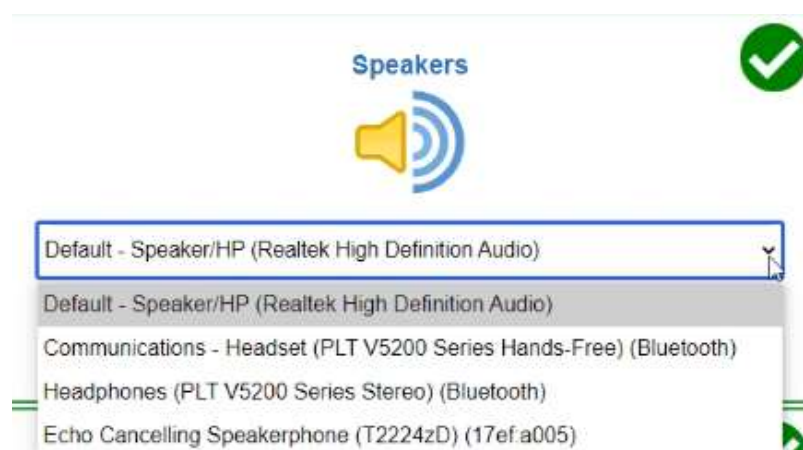 Speakers
Default - Speaker/HP (Realtek High Definition Audio)
Default - Speaker/HP (Realtek High Definition Audio)
Communications - Headset (PLT V5200 Series Hands-Free) (Bluetooth)
Headphones (PLT V5200 Series Stereo) (Bluetooth)
Echo Cancelling Speakerphone (T2224zD) (17ef:a005)